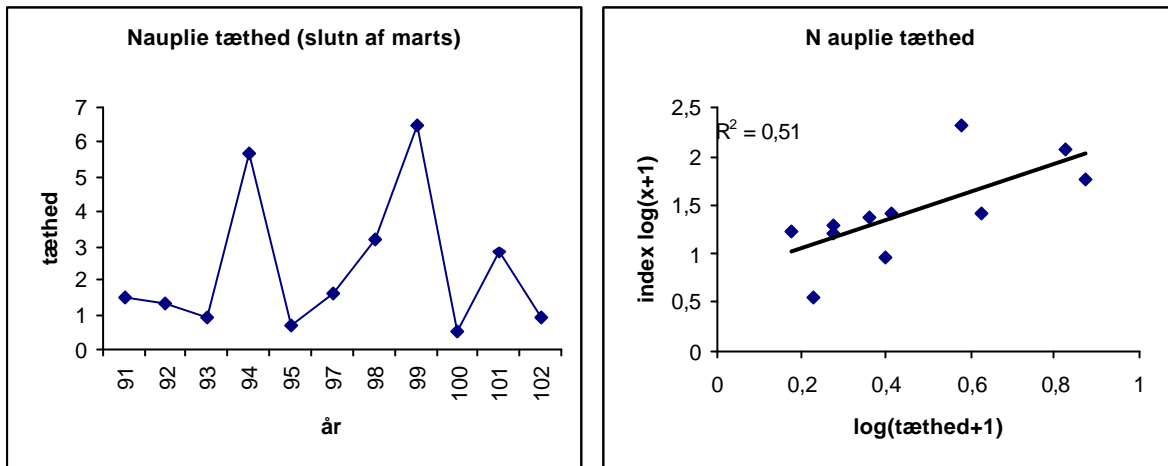 Nauplie tæthed (slutn af marts)
7
6
5
4
3
2
1
0
tæthed
91 92 93 94 95 97 98 99 100 101 102
år
N auplie tæthed
2,5
2
1,5
1
0,5
0
R² = 0,51
index log(x+1)
0 0,2 0,4 0,6 0,8 1
log(tæthed+1)